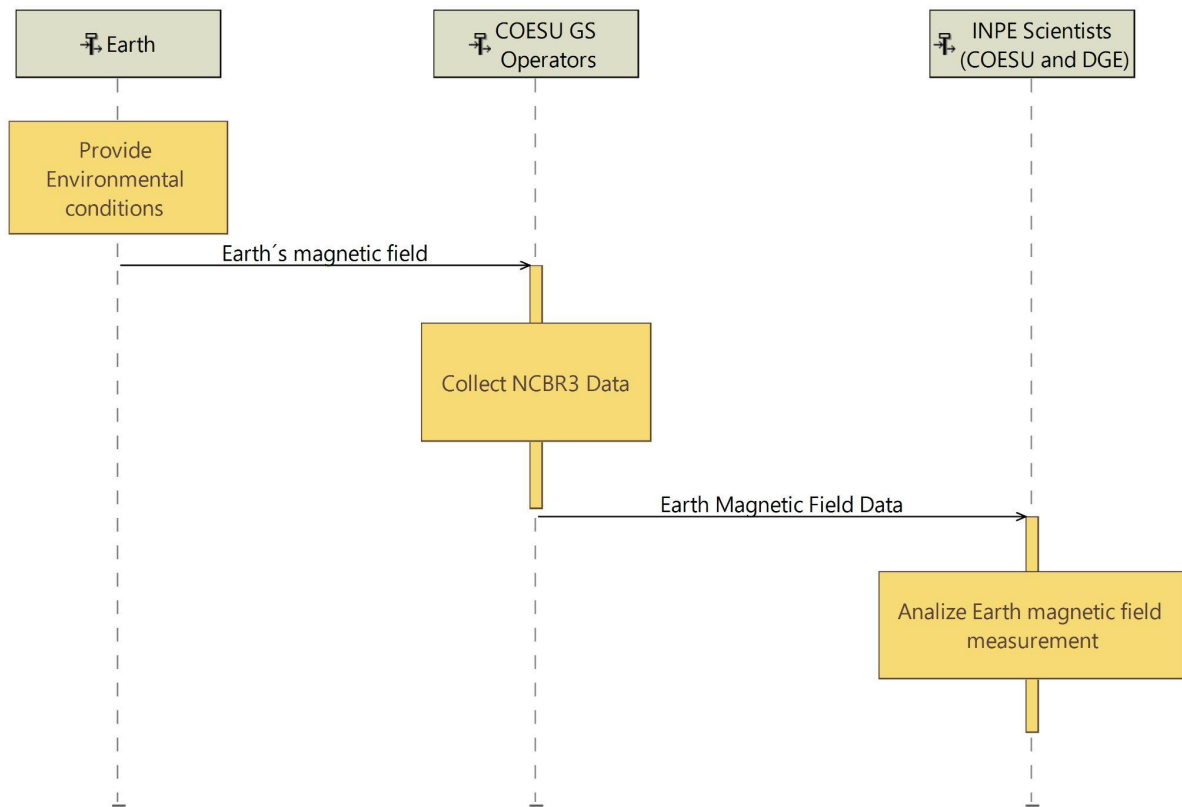 Earth
COESU GS
Operators
INPE Scientists
(COESU and DGE)
Provide
Environmental
conditions
Earth´s magnetic field
Collect NCBR3 Data
Earth Magnetic Field Data
Analize Earth magnetic field
measurement